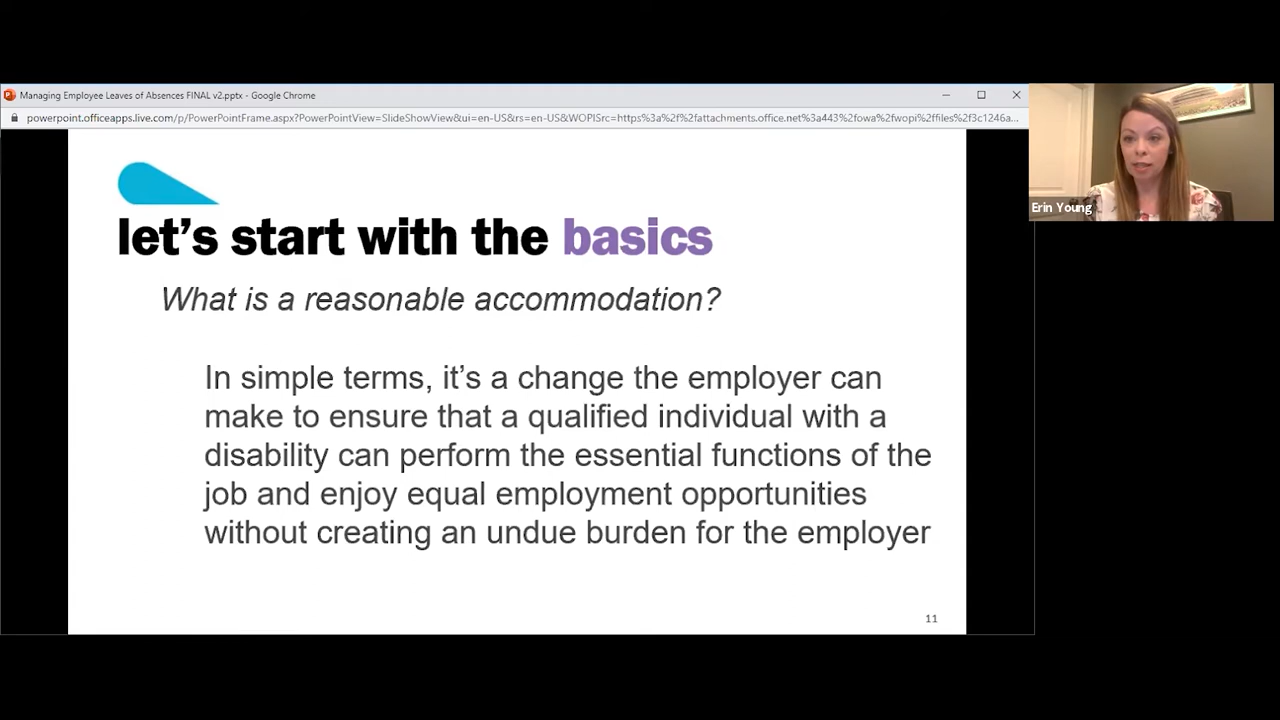 Managing Employee Leaves of Absences FINAL v2.pptx - Google Chrome
powerpoint.officeapps.live.com/p/PowerPointFrame.aspx?PowerPointView=SlideShowView&ui=en-US&rs=en-US&WOPISrc=https%3a%2f%2fattachments.office.net%3a443%2fowa%2fwopi%2ffiles%2f3c1246a...
let's start with the basics
What is a reasonable accommodation?
In simple terms, it's a change the employer can
make to ensure that a qualified individual with a
disability can perform the essential functions of the
job and enjoy equal employment opportunities
without creating an undue burden for the employer
11
Erin Young